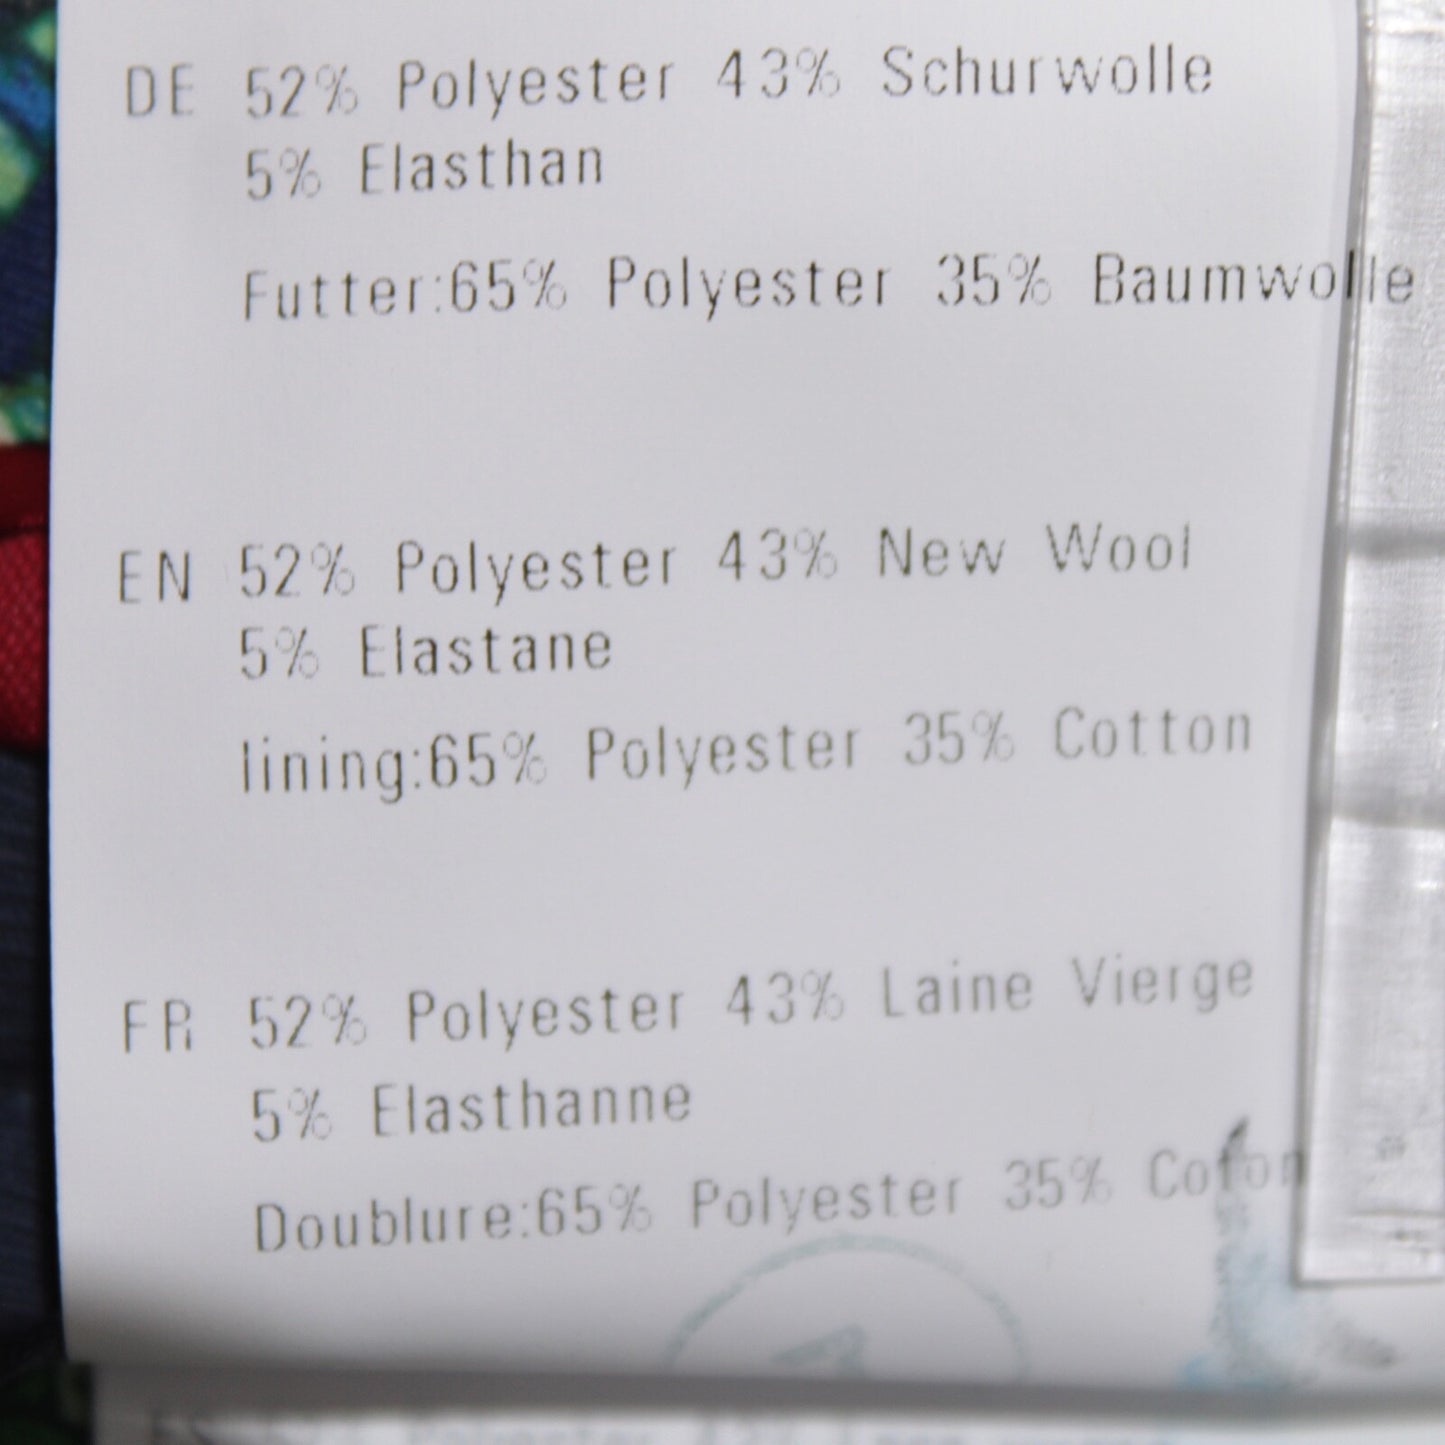 DE 52% Polyester 43% Schurwolle
5% Elasthan
Futter:65% Polyester 35% Baumwolle
EN 52% Polyester 43% New Wool
5% Elastane
lining:65% Polyester 35% Cotton
FR 52% Polyester 43% Laine Vierge
5% Elasthanne
Doublure:65% Polyester 35% Coton